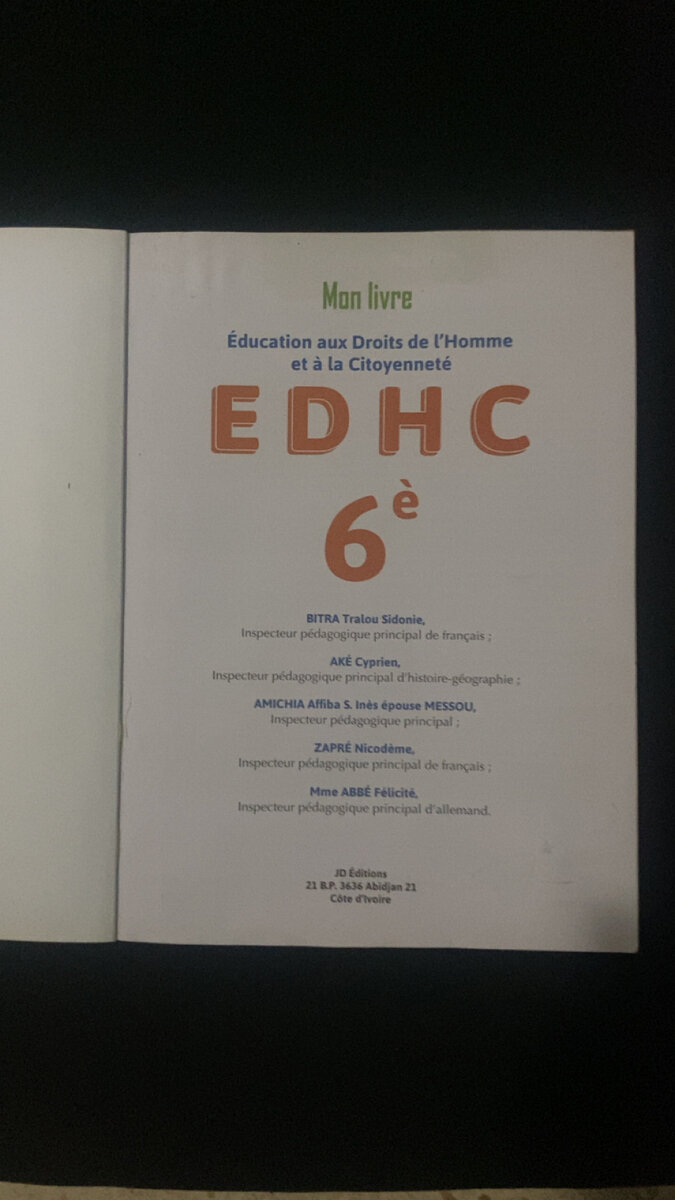 Mon livre
Éducation aux Droits de l'Homme
et à la Citoyenneté
EDHC
6è
BITRA Tralou Sidonie,
Inspecteur pédagogique principal de français ;
AKÉ Cyprien,
Inspecteur pédagogique principal d'histoire-géographie ;
AMICHIA Affiba S. Inès épouse MESSOU,
Inspecteur pédagogique principal ;
ZAPRÉ Nicodème,
Inspecteur pédagogique principal de français ;
Mme ABBÉ Félicité,
Inspecteur pédagogique principal d'allemand.
JD Éditions
21 B.P. 3636 Abidjan 21
Côte d'Ivoire